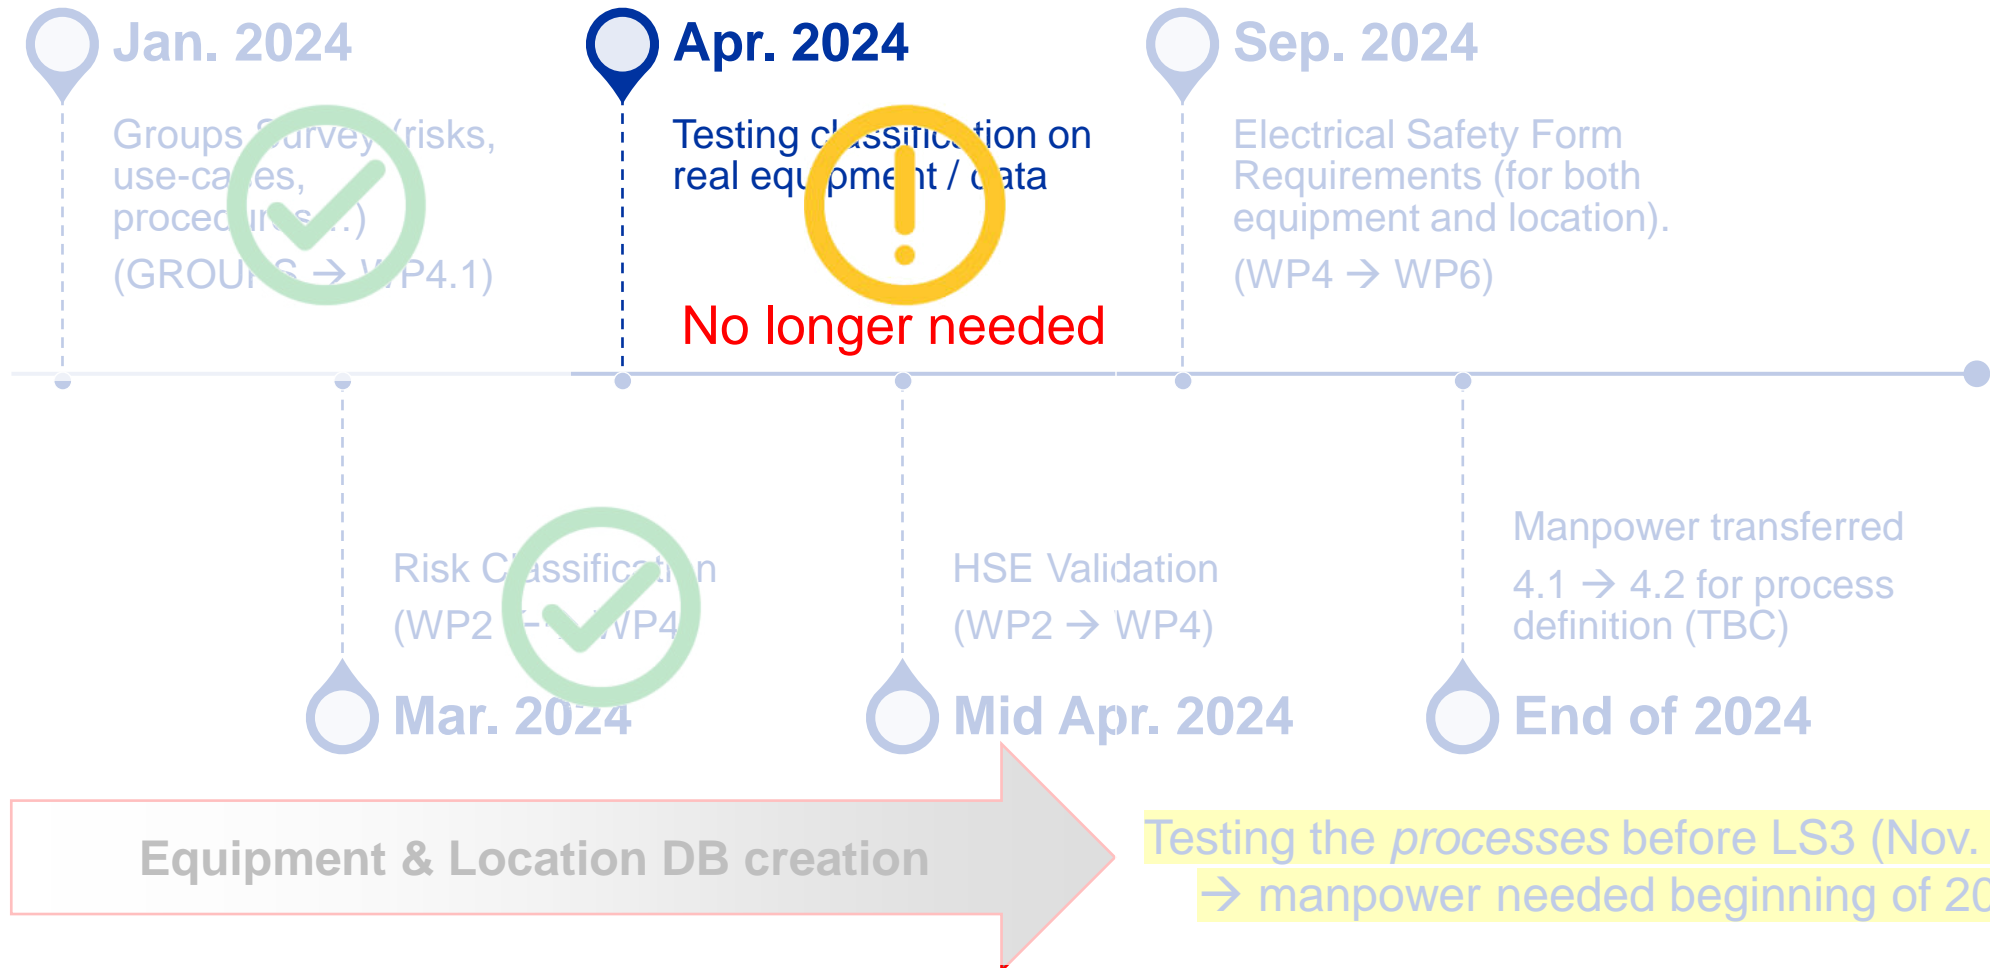 Jan. 2024
Groups Survey (risks,
use-cases,
procedures...)
(GROUPS → WP4.1)
Apr. 2024
Testing classification on
real equipment / data
No longer needed
Sep. 2024
Electrical Safety Form
Requirements (for both
equipment and location).
(WP4 → WP6)
Risk Classification
(WP2 WP4
Mar. 2024
HSE Validation
(WP2 → WP4)
Mid Apr. 2024
Manpower transferred
4.1 → 4.2 for process
definition (TBC)
End of 2024
Equipment & Location DB creation
Testing the processes before LS3 (Nov.
→ manpower needed beginning of